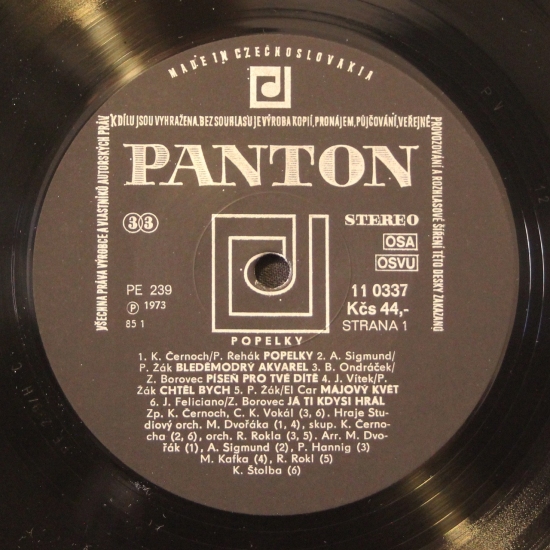 MADE IN CZECHOSLOVAKIA
VŠECHNA PRÁVA VÝROBCE A VLASTNÍKŮ AUTORSKÝCH PRÁV
K DÍLU JSOU VYHRAŽENA. BEZ SOUHLASU JE VÝROBA KOPIÍ, PRONÁJEM, PŮJČOVÁNÍ, VEŘEJNÉ
PROVOZOVÁNÍ A ROZHLASOVÉ ŠÍŘENÍ TÉTO DESKY ZAKÁZÁNO
PANTON
33
STEREO
OSA
OSVU
PE 239
Ⓟ 1973
85 1
11 0337
Kčs 44,-
STRANA 1
POPELKY
1. K. Černoch/P. Rehák POPELKY 2. A. Sigmund/
P. Žák BLEDĚMODRÝ AKVAREL 3. B. Ondráček/
Z. Borovec PÍSEŇ PRO TVÉ DÍTĚ 4. J. Vítek/P.
Žák CHTĚL BYCH 5. P. Žák/El Car MÁJOVÝ KVĚT
6. J. Feliciano/Z. Borovec JÁ TI KDYSI HRÁL
Zp. K. Černoch, C. K. Vokál (3, 6). Hraje Stu-
diový orch. M. Dvořáka (1, 4), skup. K. Černo-
cha (2, 6), orch. R. Rokla (3, 5). Arr. M. Dvo-
řák (1), A. Sigmund (2), P. Hannig (3)
M. Kafka (4), R. Rokl (5)
K. Štolba (6)